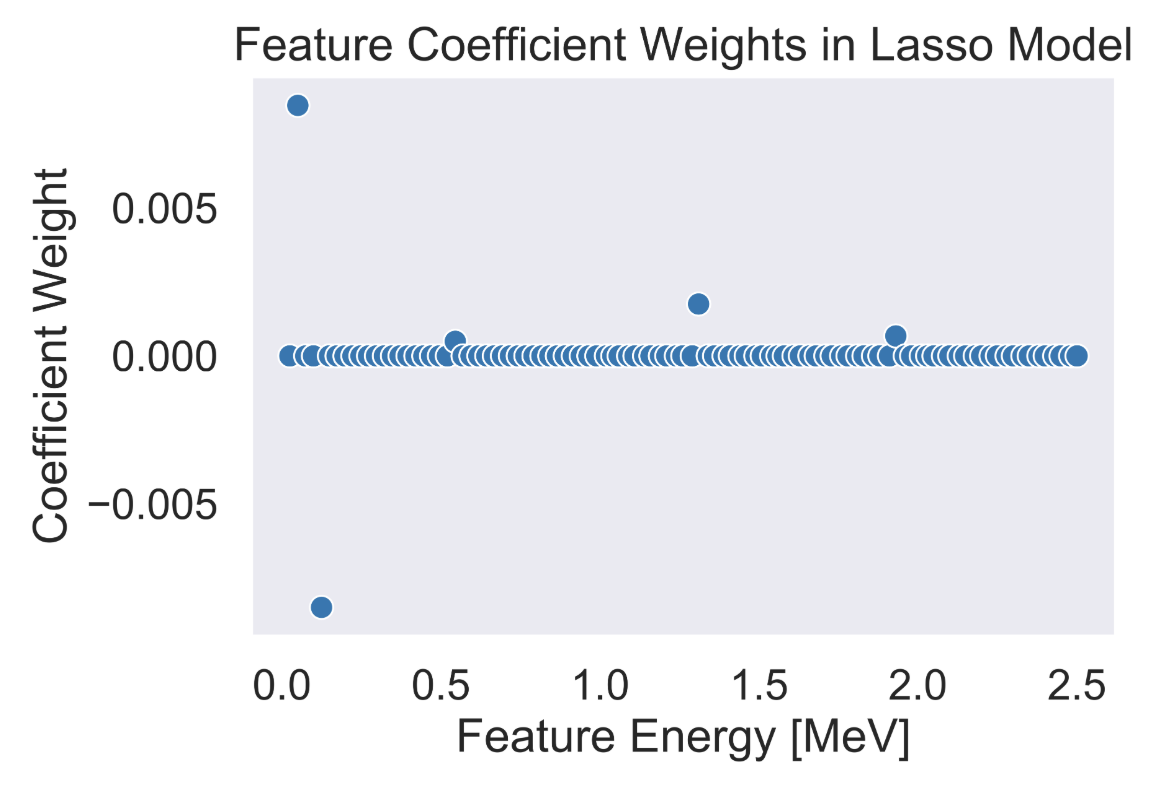 Feature Coefficient Weights in Lasso Model
Coefficient Weight
0.005
0.000
−0.005
0.0 0.5 1.0 1.5 2.0 2.5
Feature Energy [MeV]